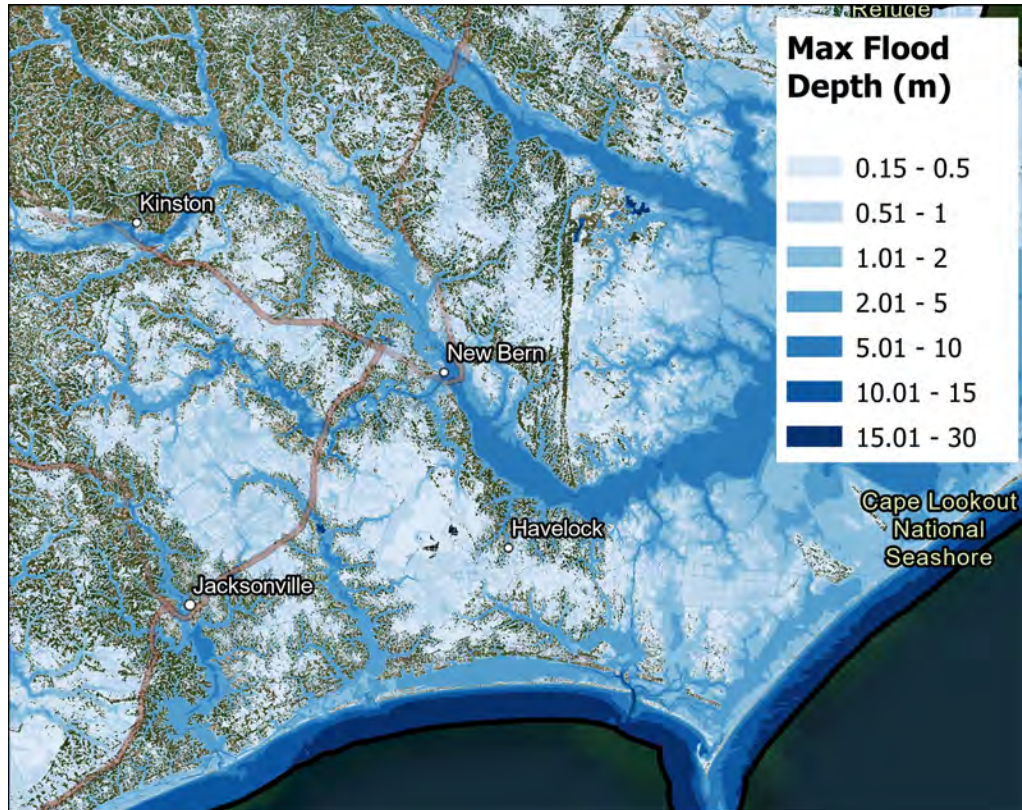 Refuge
Max Flood
Depth (m)
0.15 - 0.5
0.51 - 1
1.01 - 2
2.01 - 5
5.01 - 10
10.01 - 15
15.01 - 30
Kinston
New Bern
Cape Lookout
National
Seashore
Havelock
Jacksonville